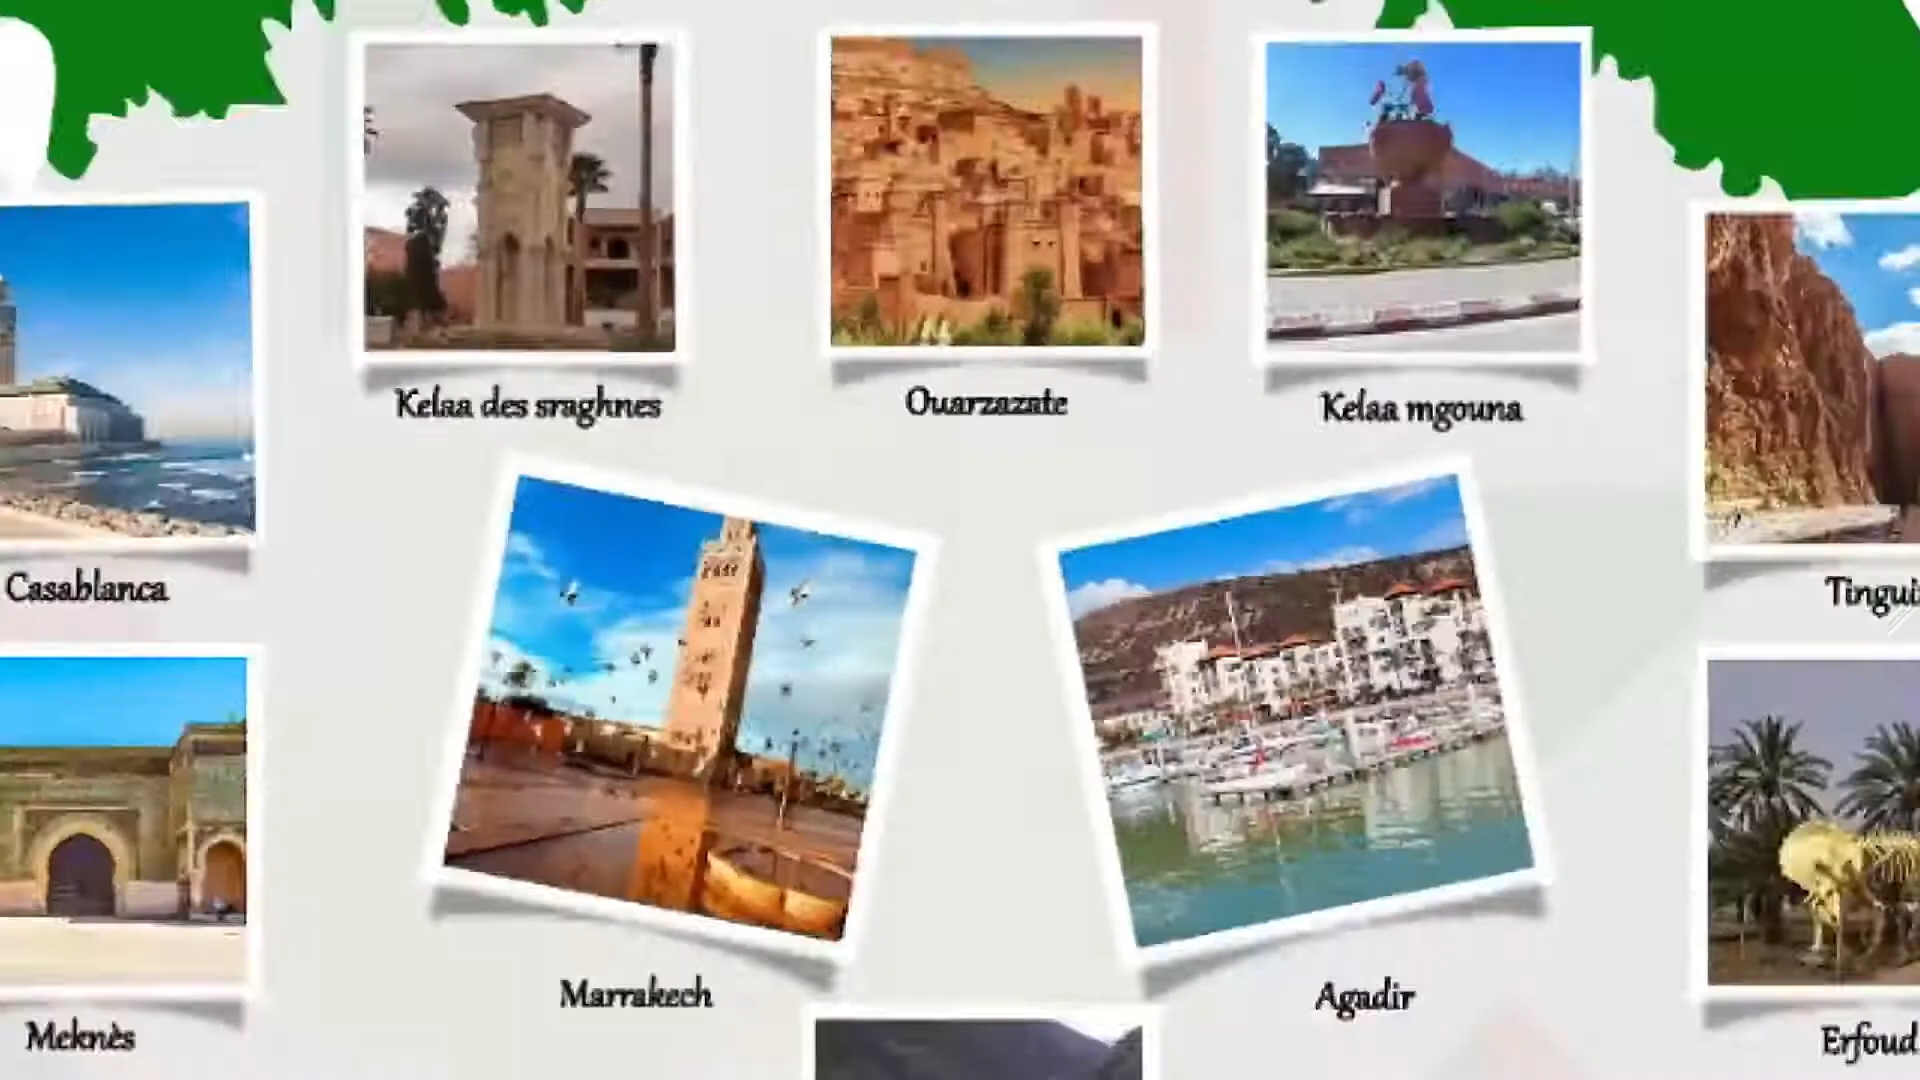 Kelaa des sraghnes
Ouarzazate
Kelaa mgouna
Casablanca
Marrakech
Agadir
Meknès
Erfoud